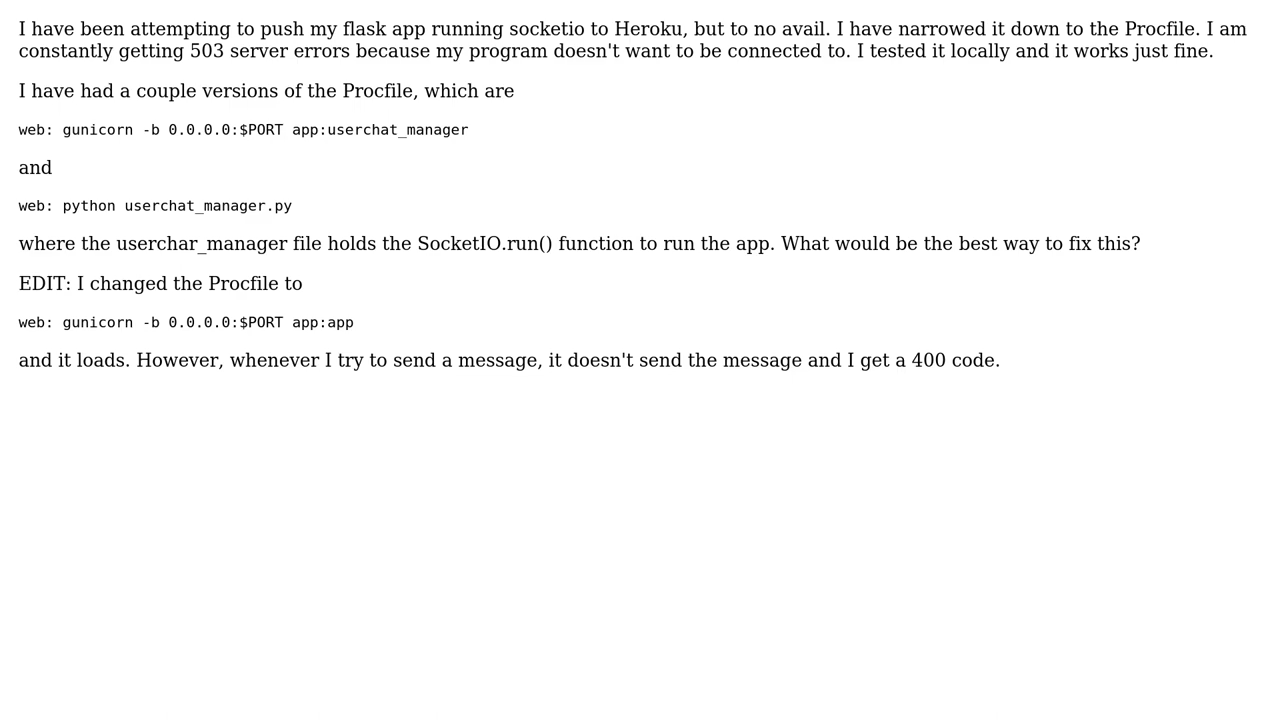 I have been attempting to push my flask app running socketio to Heroku, but to no avail. I have narrowed it down to the Procfile. I am
constantly getting 503 server errors because my program doesn't want to be connected to. I tested it locally and it works just fine.
I have had a couple versions of the Procfile, which are
web: gunicorn -b 0.0.0.0:$PORT app:userchat_manager
and
web: python userchat_manager.py
where the userchar_manager file holds the SocketIO.run() function to run the app. What would be the best way to fix this?
EDIT: I changed the Procfile to
web: gunicorn -b 0.0.0.0:$PORT app:app
and it loads. However, whenever I try to send a message, it doesn't send the message and I get a 400 code.